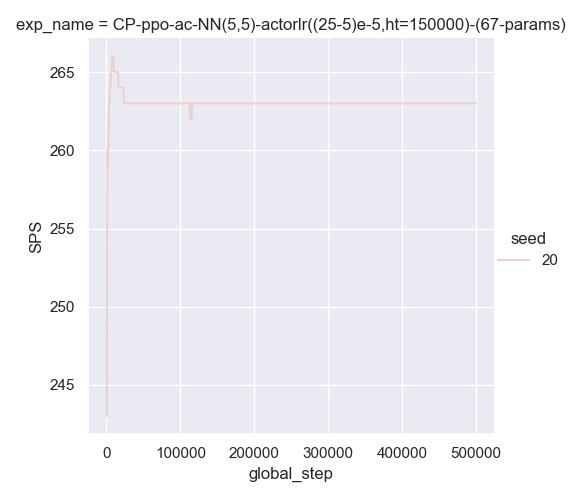 exp_name = CP-ppo-ac-NN(5,5)-actorlr((25-5)e-5,ht=150000)-(67-params)
265
260
255
250
245
SPS
0 100000 200000 300000 400000 500000
global_step
seed
20